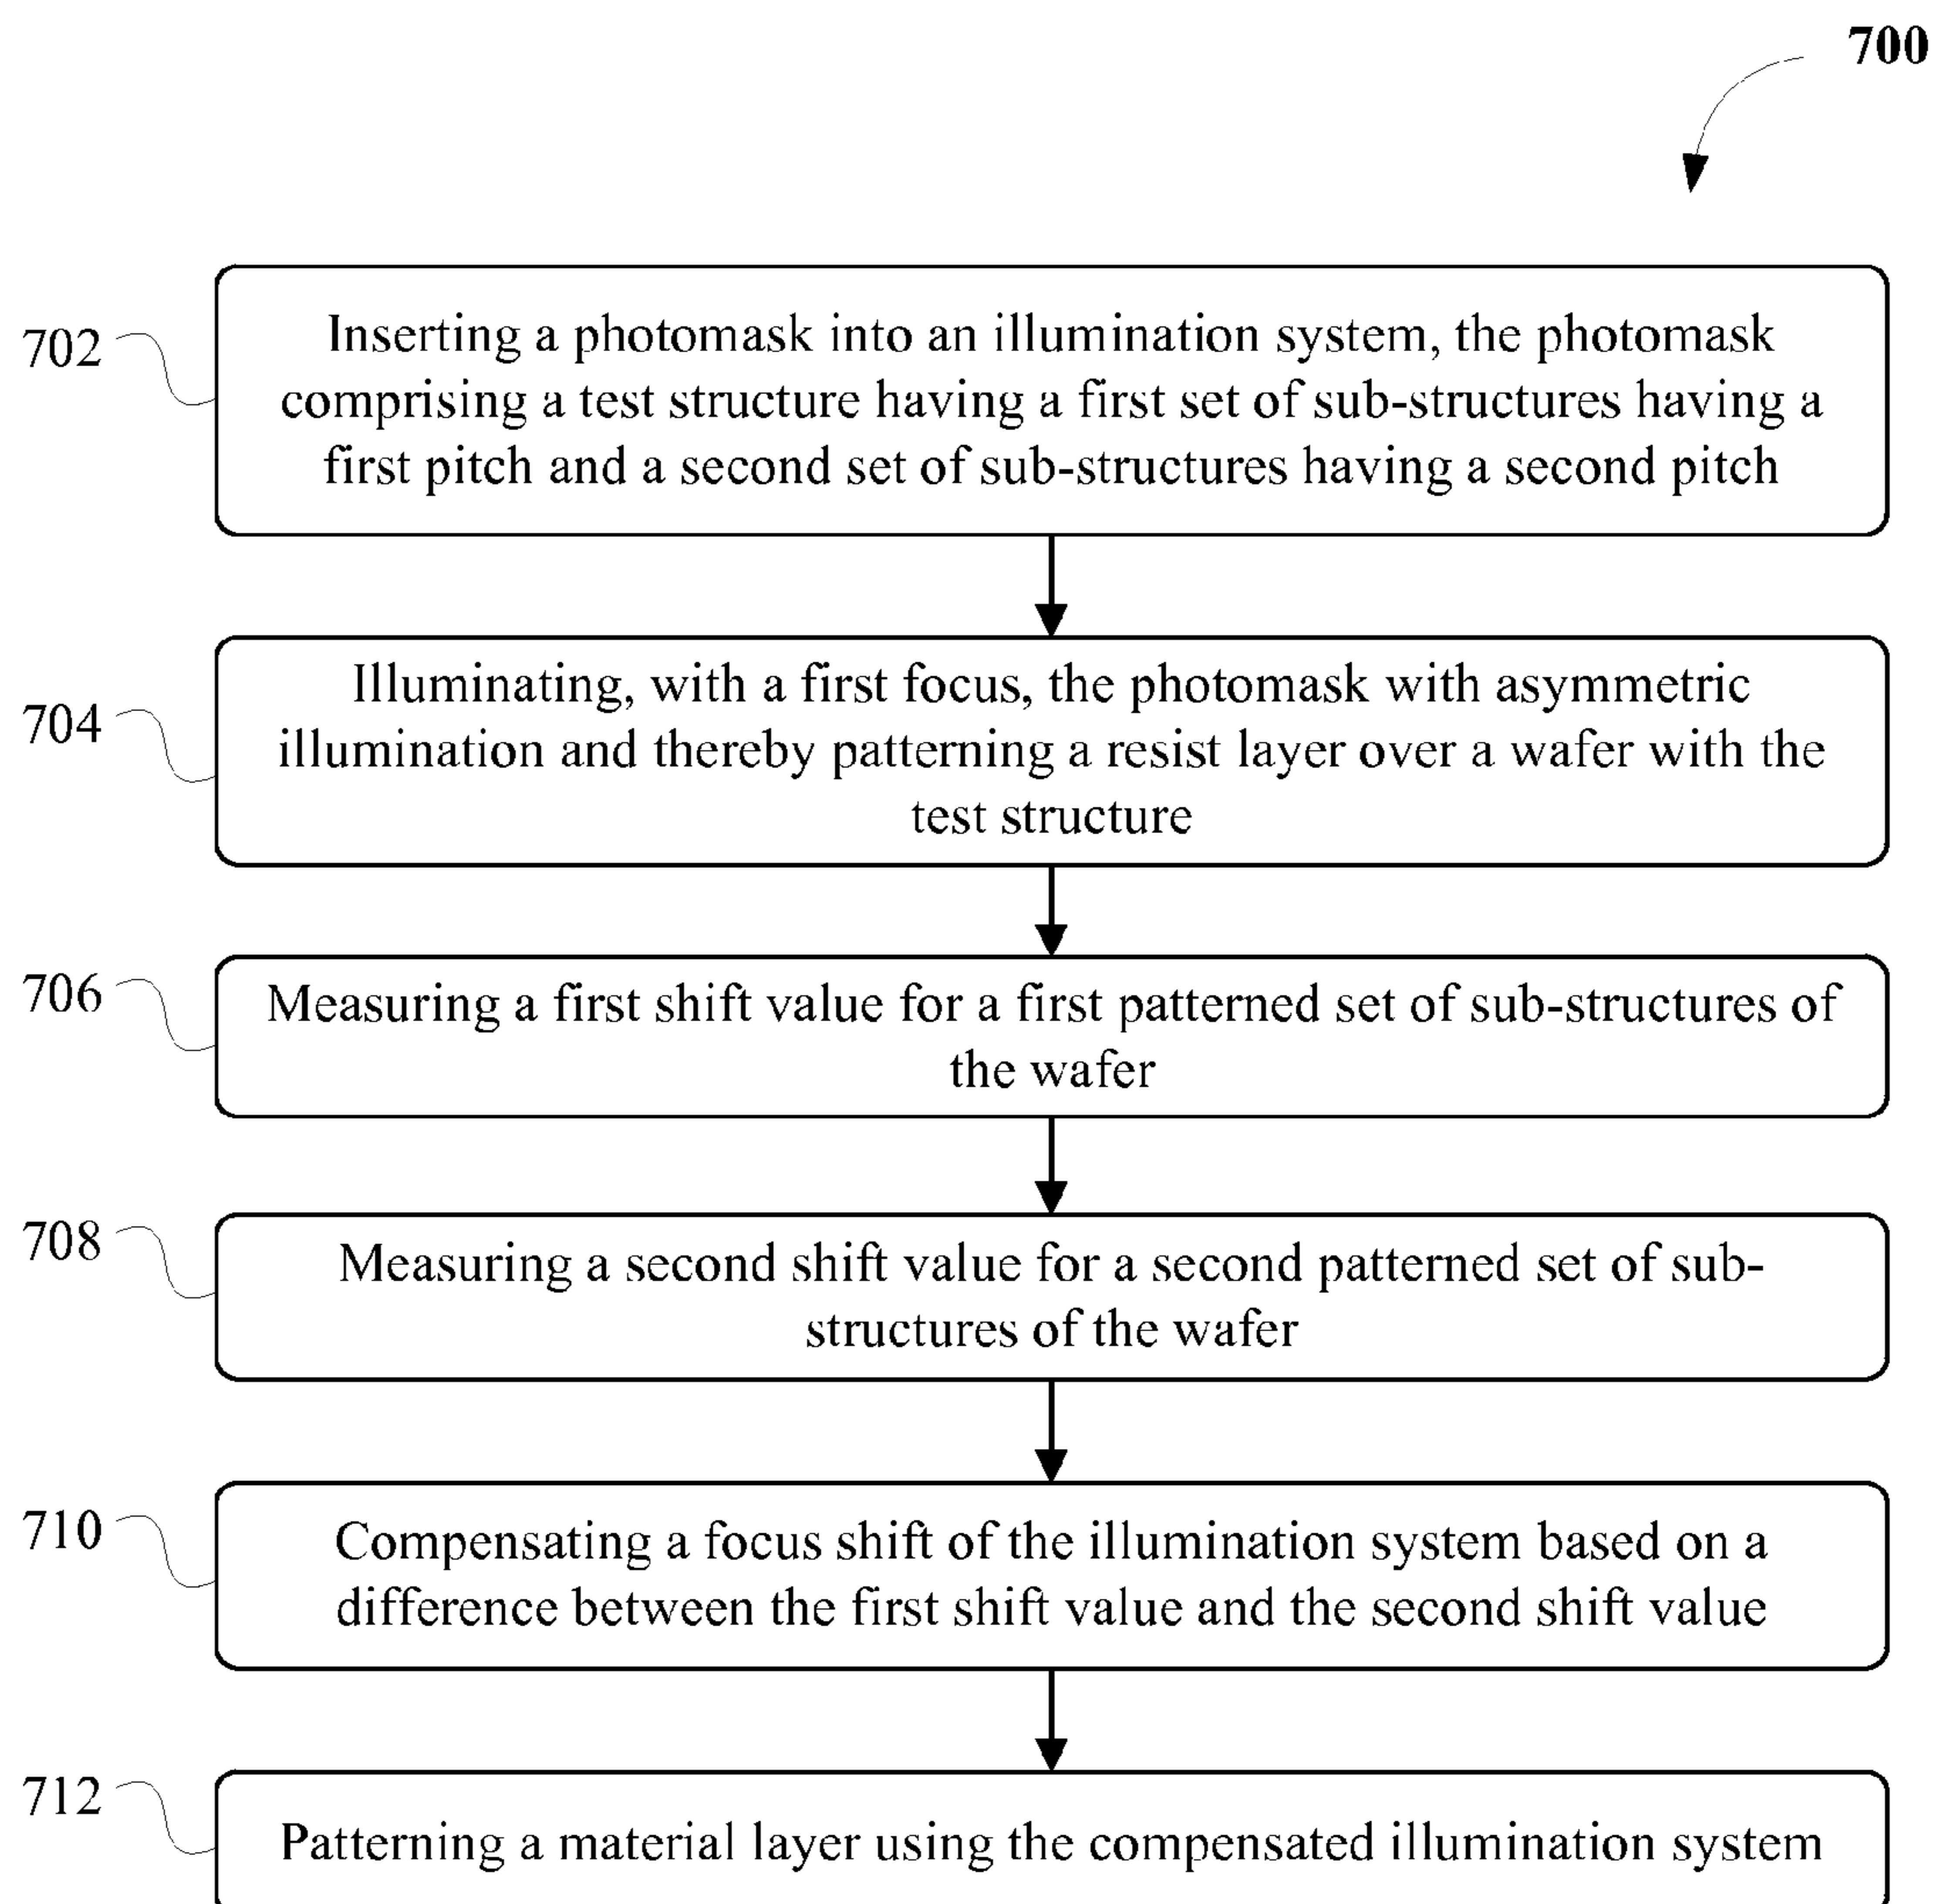 700
702
Inserting a photomask into an illumination system, the photomask
comprising a test structure having a first set of sub-structures having a
first pitch and a second set of sub-structures having a second pitch
704
Illuminating, with a first focus, the photomask with asymmetric
illumination and thereby patterning a resist layer over a wafer with the
test structure
706
Measuring a first shift value for a first patterned set of sub-structures of
the wafer
708
Measuring a second shift value for a second patterned set of sub-
structures of the wafer
710
Compensating a focus shift of the illumination system based on a
difference between the first shift value and the second shift value
712
Patterning a material layer using the compensated illumination system